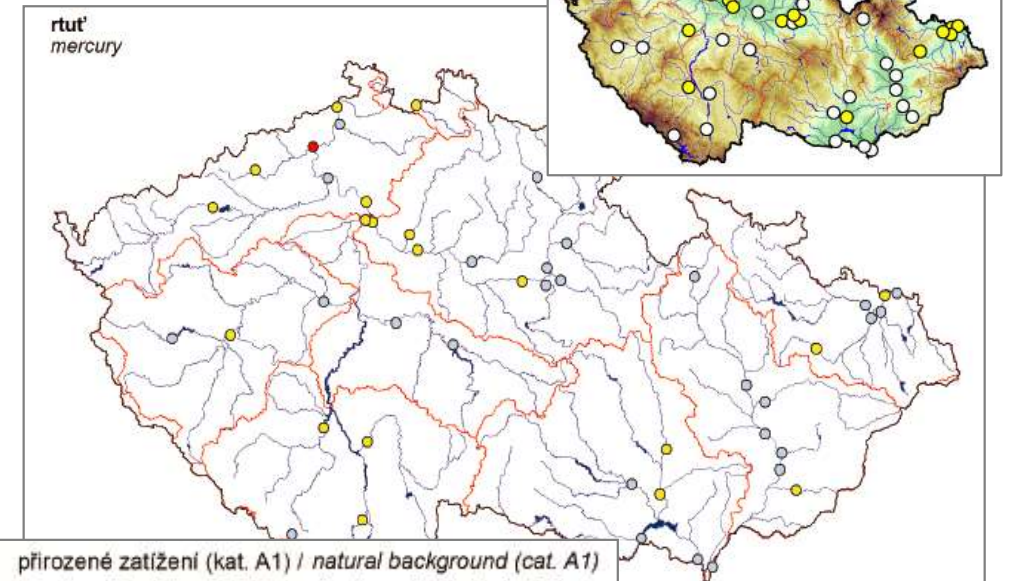 rtuť
mercury
přirozené zatížení (kat. A1) / natural background (cat. A1)